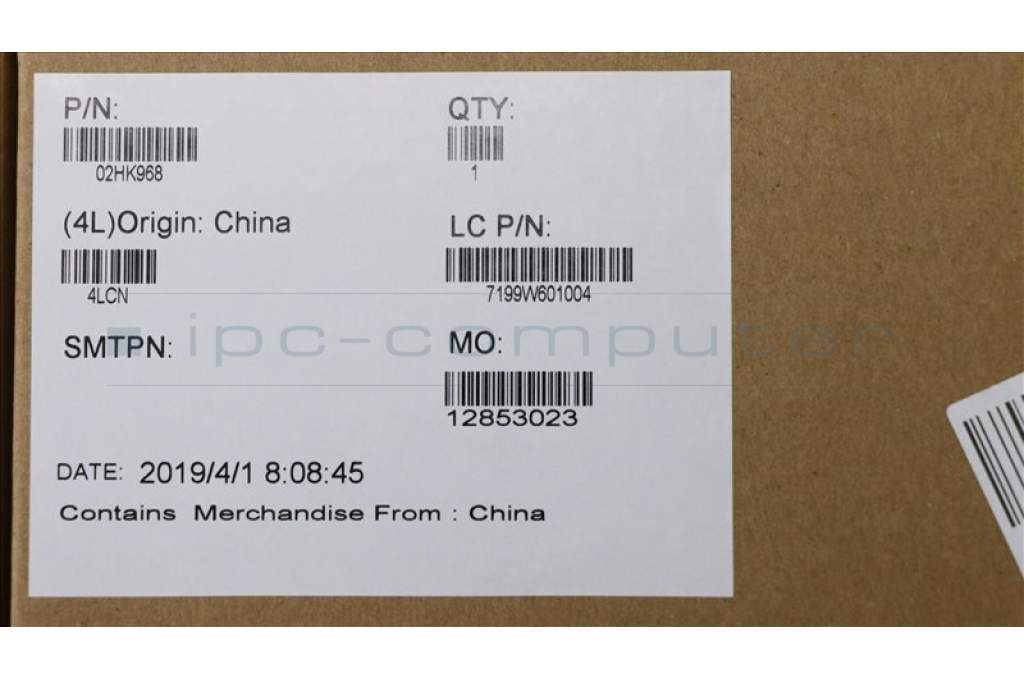 P/N:
02HK968
QTY:
1
(4L)Origin: China
4LCN
LC P/N:
7199W601004
SMTPN:
MO:
12853023
ipc-computer
DATE: 2019/4/1 8:08:45
Contains Merchandise From : China